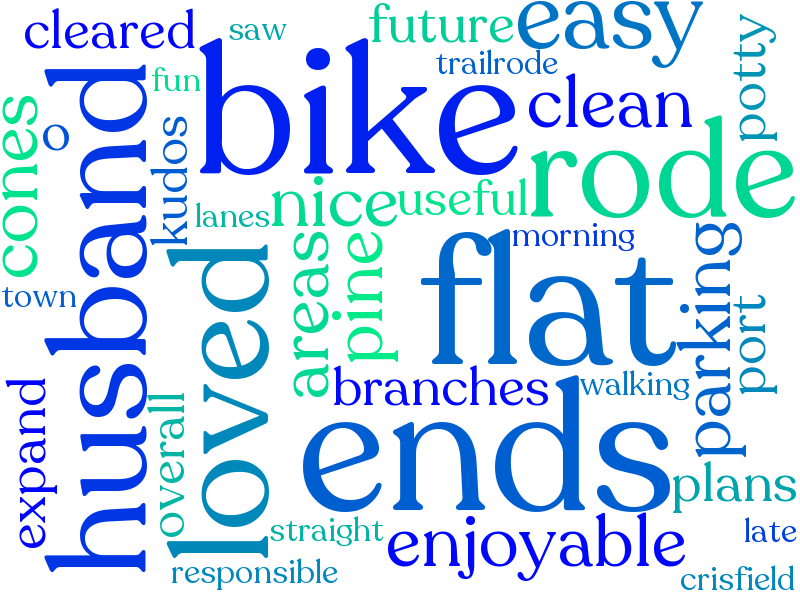 cleared
saw
future
easy
trailrode
potty
fun
bike
clean
cones
o
husband
kudos
rode
nice
useful
lanes
morning
town
loved
areas
pine
flat
parking
port
branches
walking
expand
overall
ends
plans
straight
enjoyable
late
responsible
crisfield